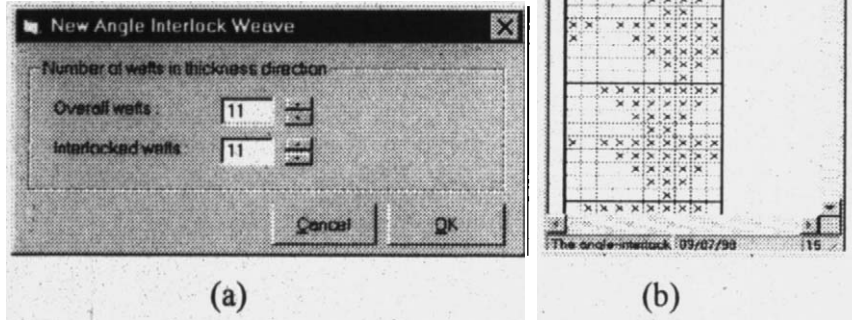 New Angle Interlock Weave
Number of wefts in thickness direction
Overall wefts : 11
Interlocked wefts 11
Cancel OK
The angle-interlock 09/07/98 15
(a) (b)